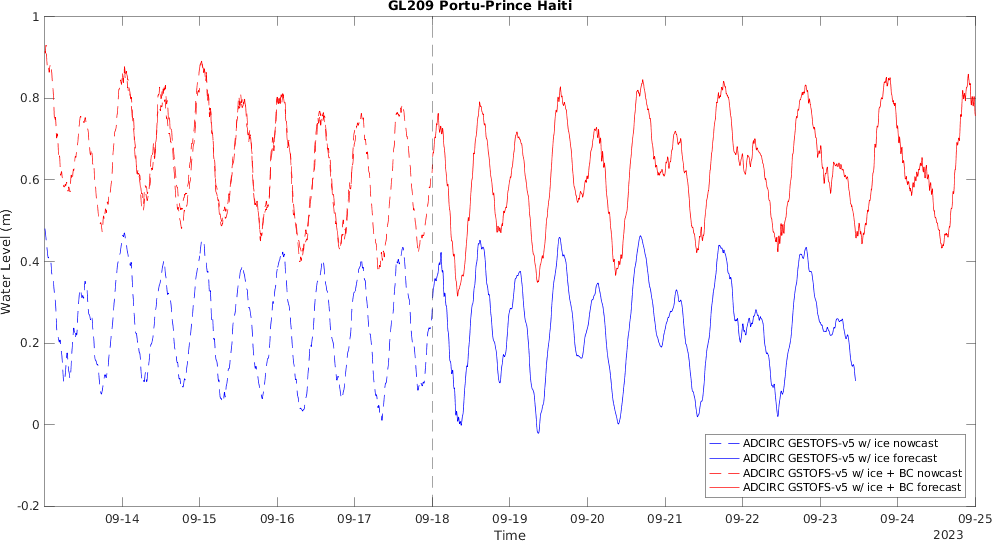 GL209 Portu-Prince Haiti
1
0.8
0.6
0.4
0.2
0
-0.2
Water Level (m)
ADCIRC GESTOFS-v5 w/ ice nowcast
ADCIRC GESTOFS-v5 w/ ice forecast
ADCIRC GSTOFS-v5 w/ ice + BC nowcast
ADCIRC GSTOFS-v5 w/ ice + BC forecast
09-14 09-15 09-16 09-17 09-18 09-19 09-20 09-21 09-22 09-23 09-24 09-25
Time
2023